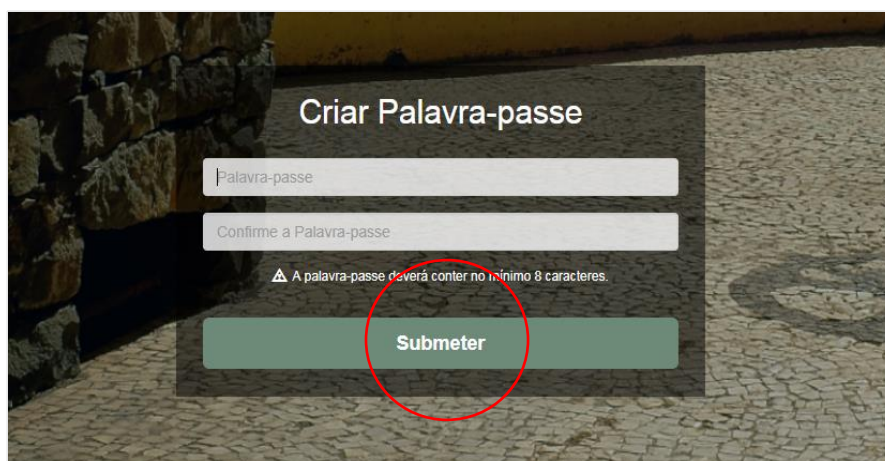 Criar Palavra-passe
Palavra-passe
Confirme a Palavra-passe
A palavra-passe deverá conter no mínimo 8 caracteres.
Submeter